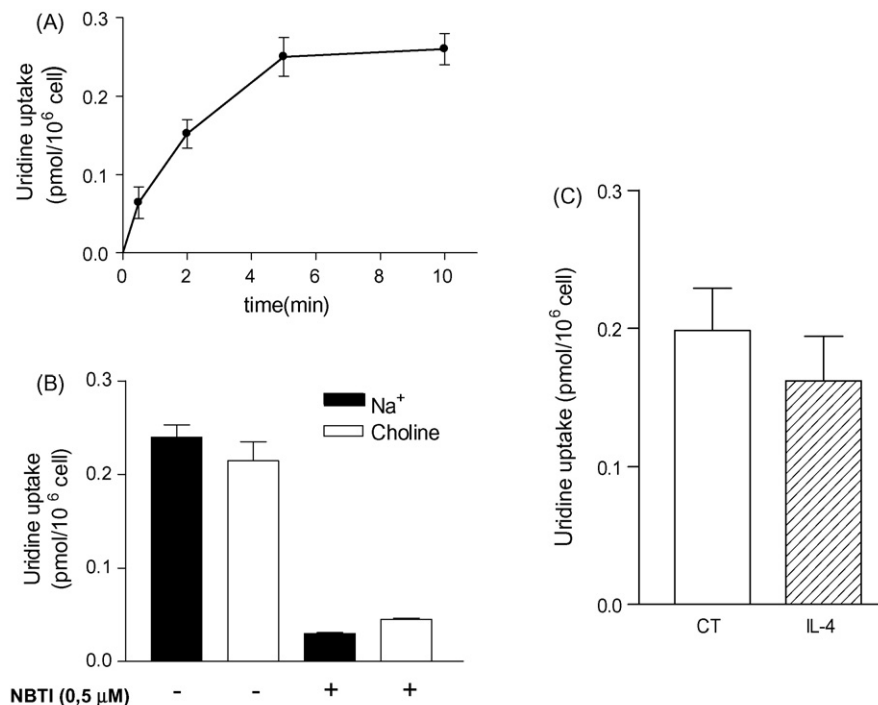 (A)
0.3
0.2
0.1
0.0
Uridine uptake
(pmol/10⁶ cell)
0 2 4 6 8 10
time(min)
(B)
0.3
0.2
0.1
0.0
Uridine uptake
(pmol/10 ⁶ cell)
Na⁺
Choline
NBTI (0,5 µM) - - + +
(C)
0.3
0.2
0.1
0.0
Uridine uptake (pmol/10⁶ cell)
CT IL-4